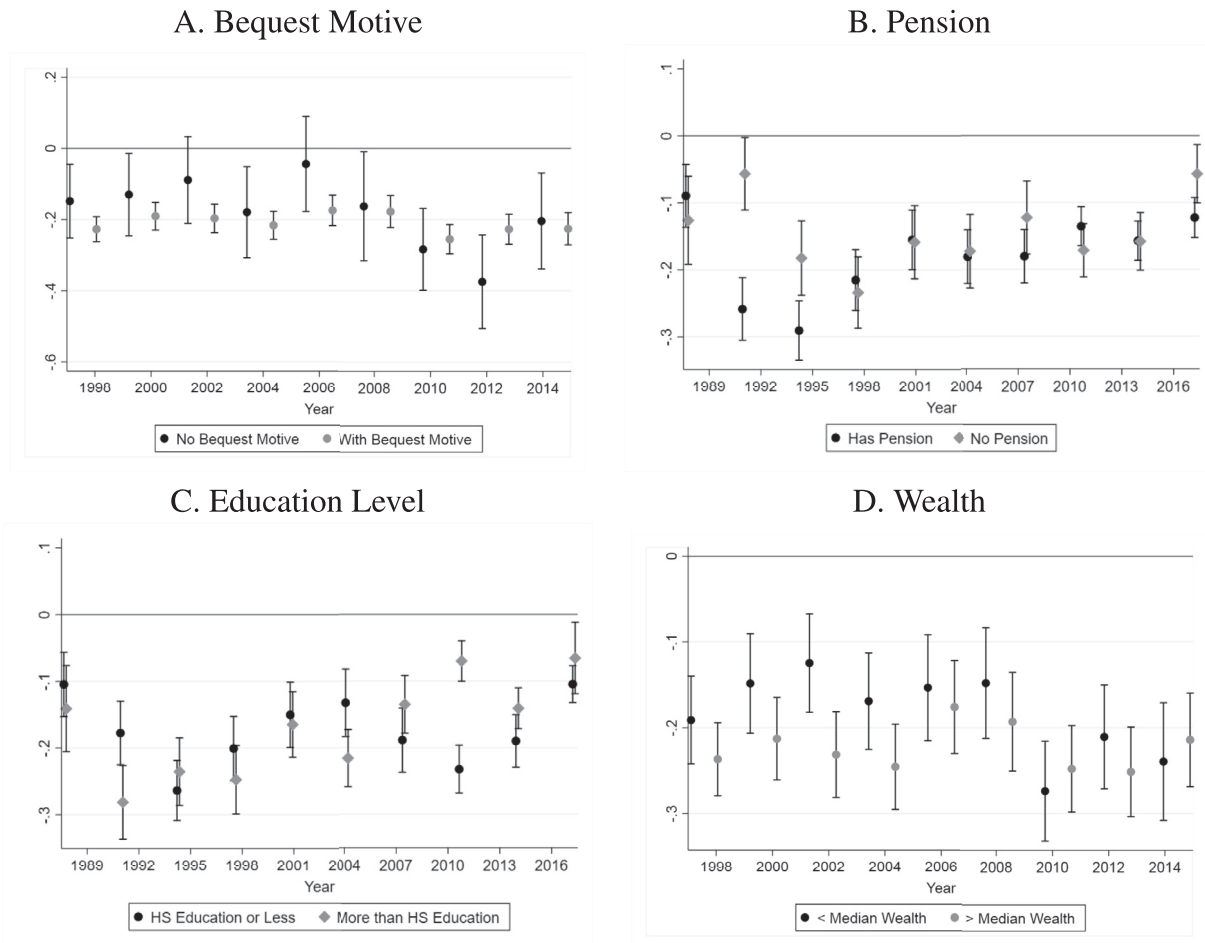 A. Bequest Motive
.2
0
-.2
-.4
-.6
1998 2000 2002 2004 2006 2008 2010 2012 2014
Year
No Bequest Motive With Bequest Motive
B. Pension
.1
0
-.1
-.2
-.3
1989 1992 1995 1998 2001 2004 2007 2010 2013 2016
Year
Has Pension No Pension
C. Education Level
.1
0
-.1
-.2
-.3
1989 1992 1995 1998 2001 2004 2007 2010 2013 2016
Year
HS Education or Less More than HS Education
D. Wealth
0
-.1
-.2
-.3
1998 2000 2002 2004 2006 2008 2010 2012 2014
Year
< Median Wealth > Median Wealth